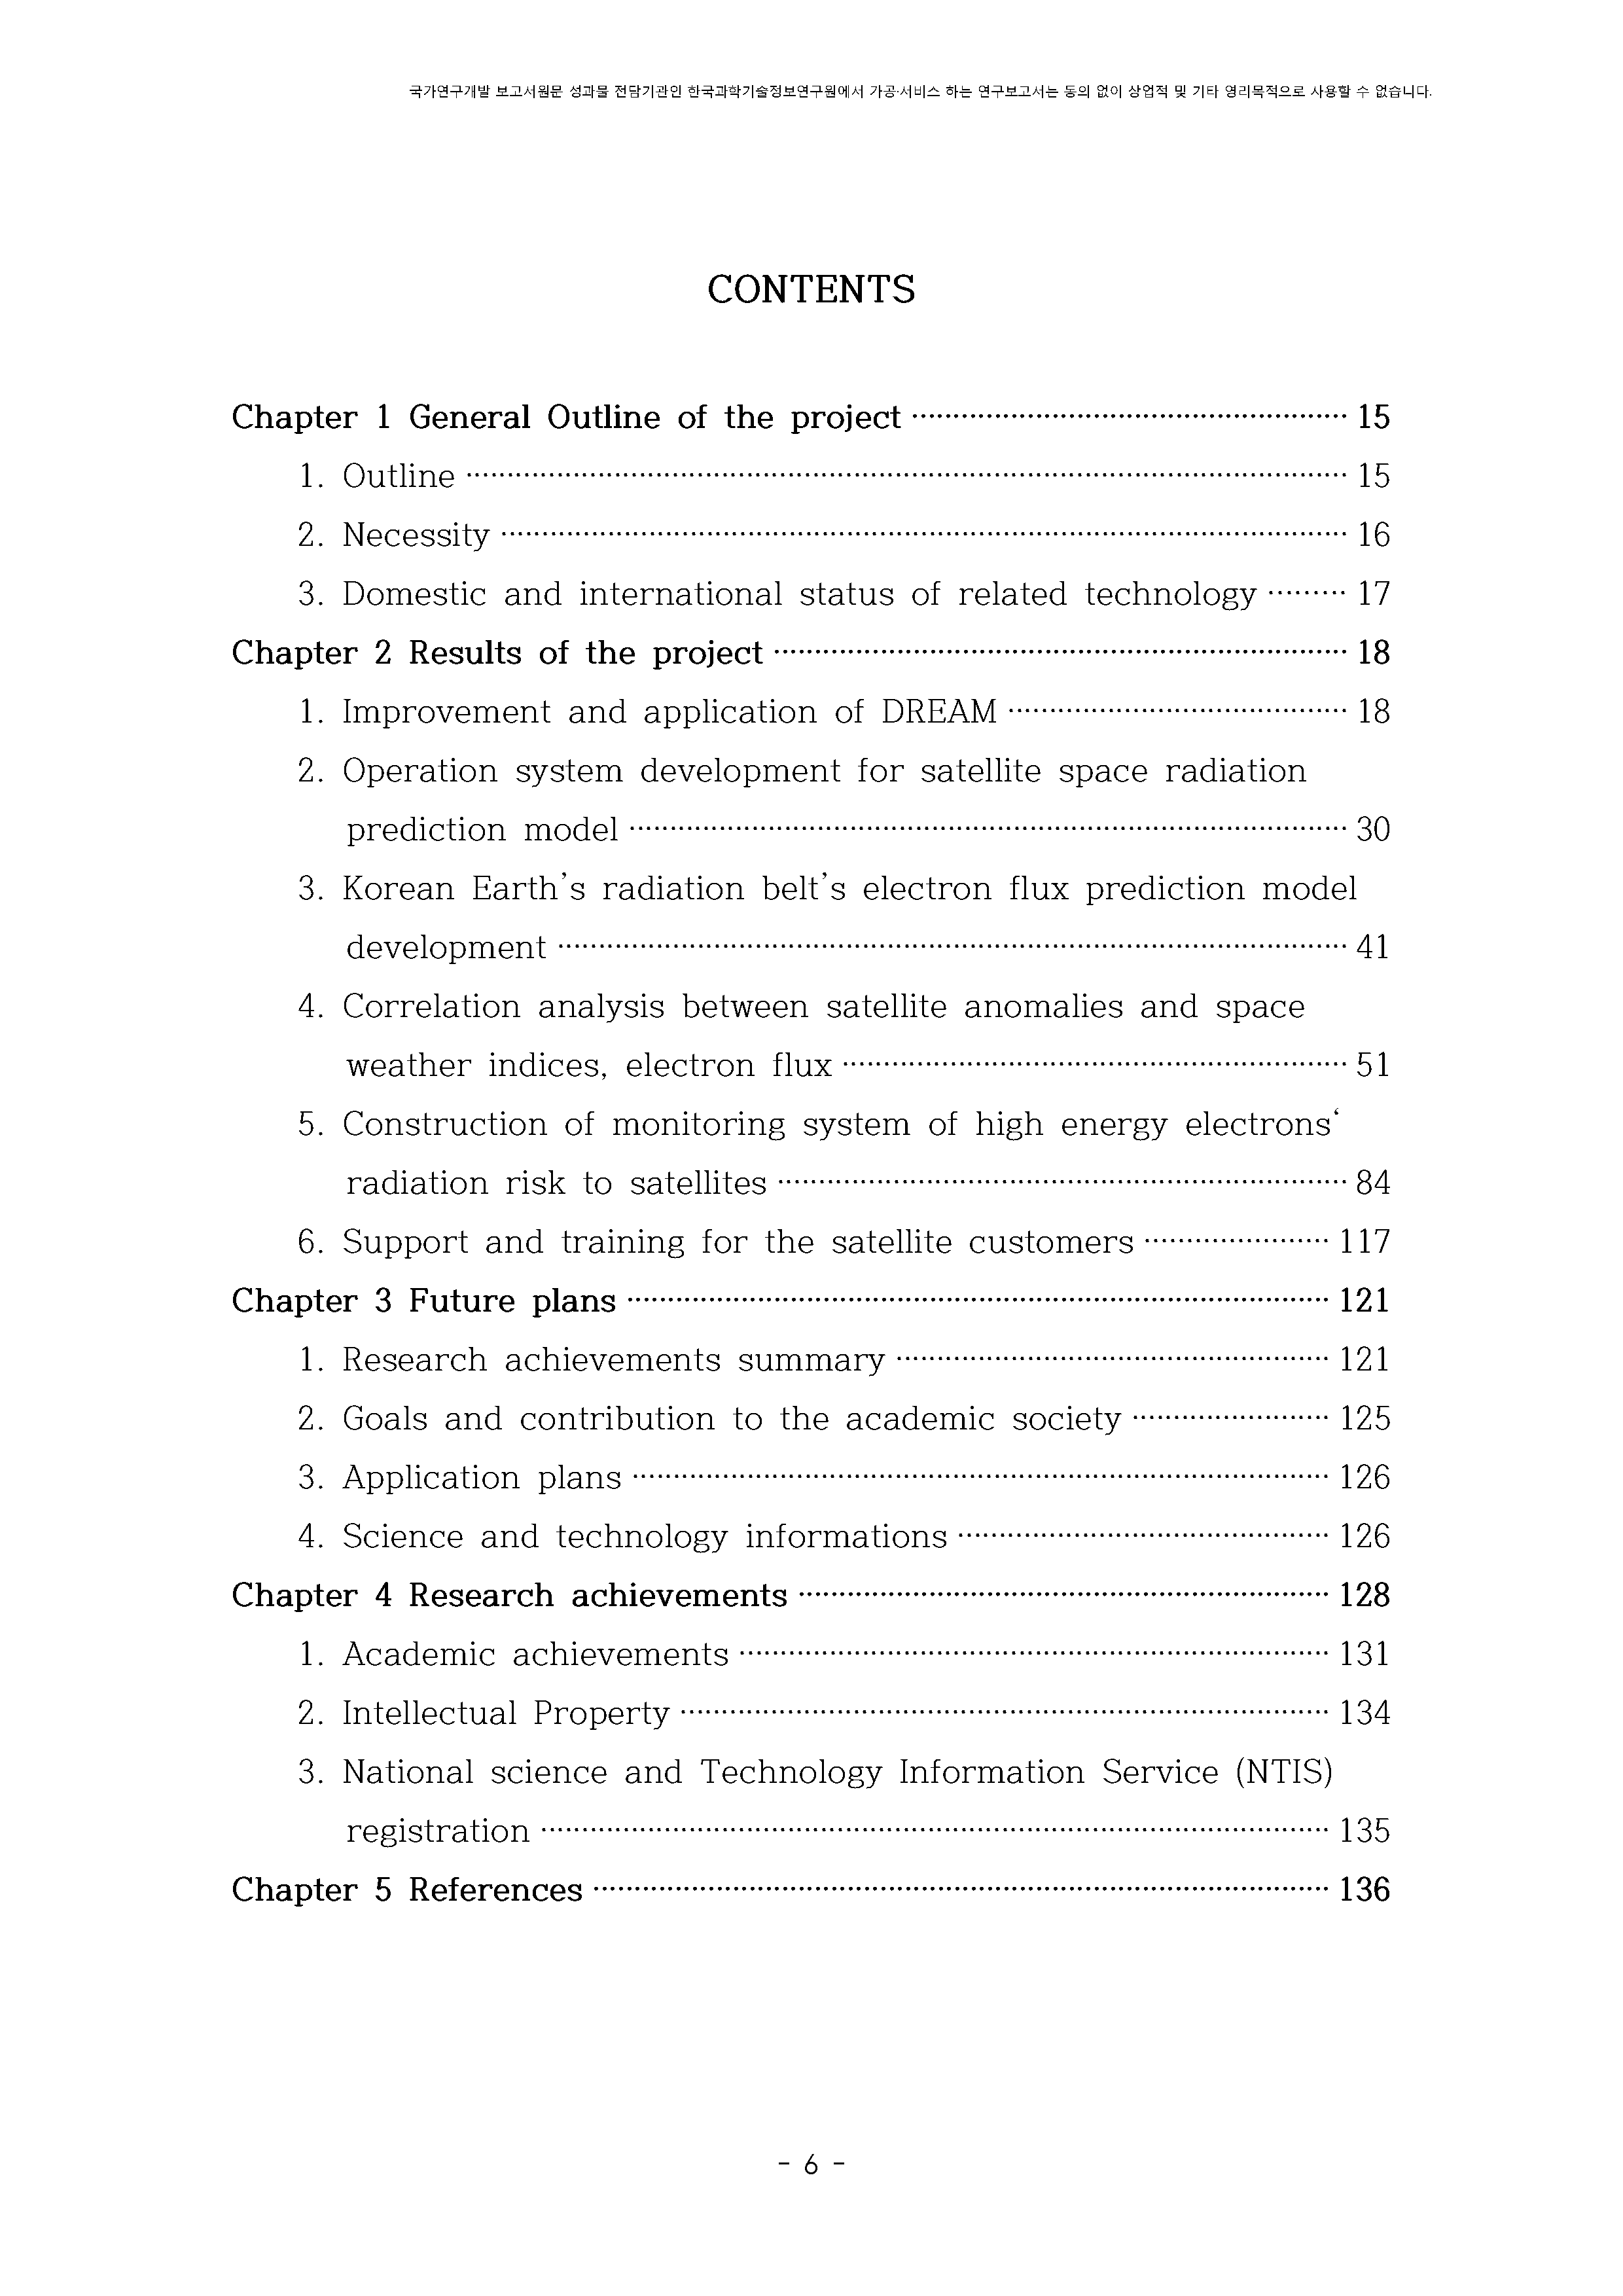 국가연구개발 보고서원문 성과물 전담기관인 한국과학기술정보연구원에서 가공·서비스 하는 연구보고서는 동의 없이 상업적 및 기타 영리목적으로 사용할 수 없습니다.
CONTENTS
Chapter 1 General Outline of the project ················ 15
1. Outline ················ 15
2. Necessity ················ 16
3. Domestic and international status of related technology ········· 17
Chapter 2 Results of the project ················ 18
1. Improvement and application of DREAM ················ 18
2. Operation system development for satellite space radiation
prediction model ················ 30
3. Korean Earth's radiation belt's electron flux prediction model
development ················ 41
4. Correlation analysis between satellite anomalies and space
weather indices, electron flux ················ 51
5. Construction of monitoring system of high energy electrons‘
radiation risk to satellites ················ 84
6. Support and training for the satellite customers ················ 117
Chapter 3 Future plans ················ 121
1. Research achievements summary ················ 121
2. Goals and contribution to the academic society ················ 125
3. Application plans ················ 126
4. Science and technology informations ················ 126
Chapter 4 Research achievements ················ 128
1. Academic achievements ················ 131
2. Intellectual Property ················ 134
3. National science and Technology Information Service (NTIS)
registration ················ 135
Chapter 5 References ················ 136
- 6 -